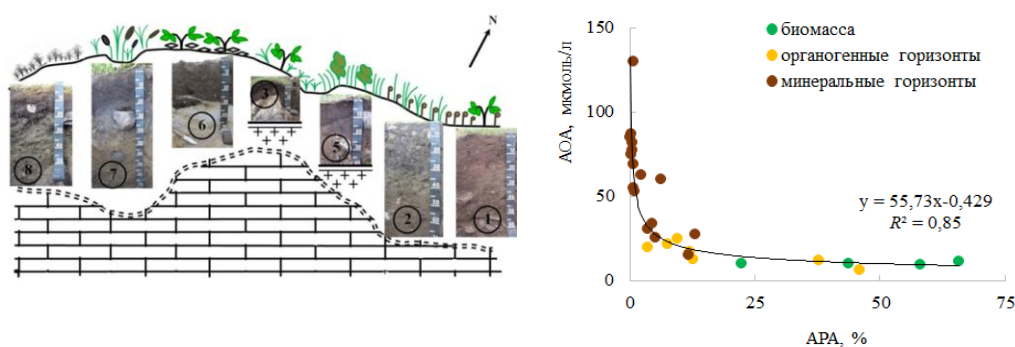 N
3
6
5
8
7
2
1
150
100
50
0
АОА, мкмоль/л
биомасса
органогенные горизонты
минеральные горизонты
y = 55,73x-0,429
R² = 0,85
0
25
50
75
АРА, %